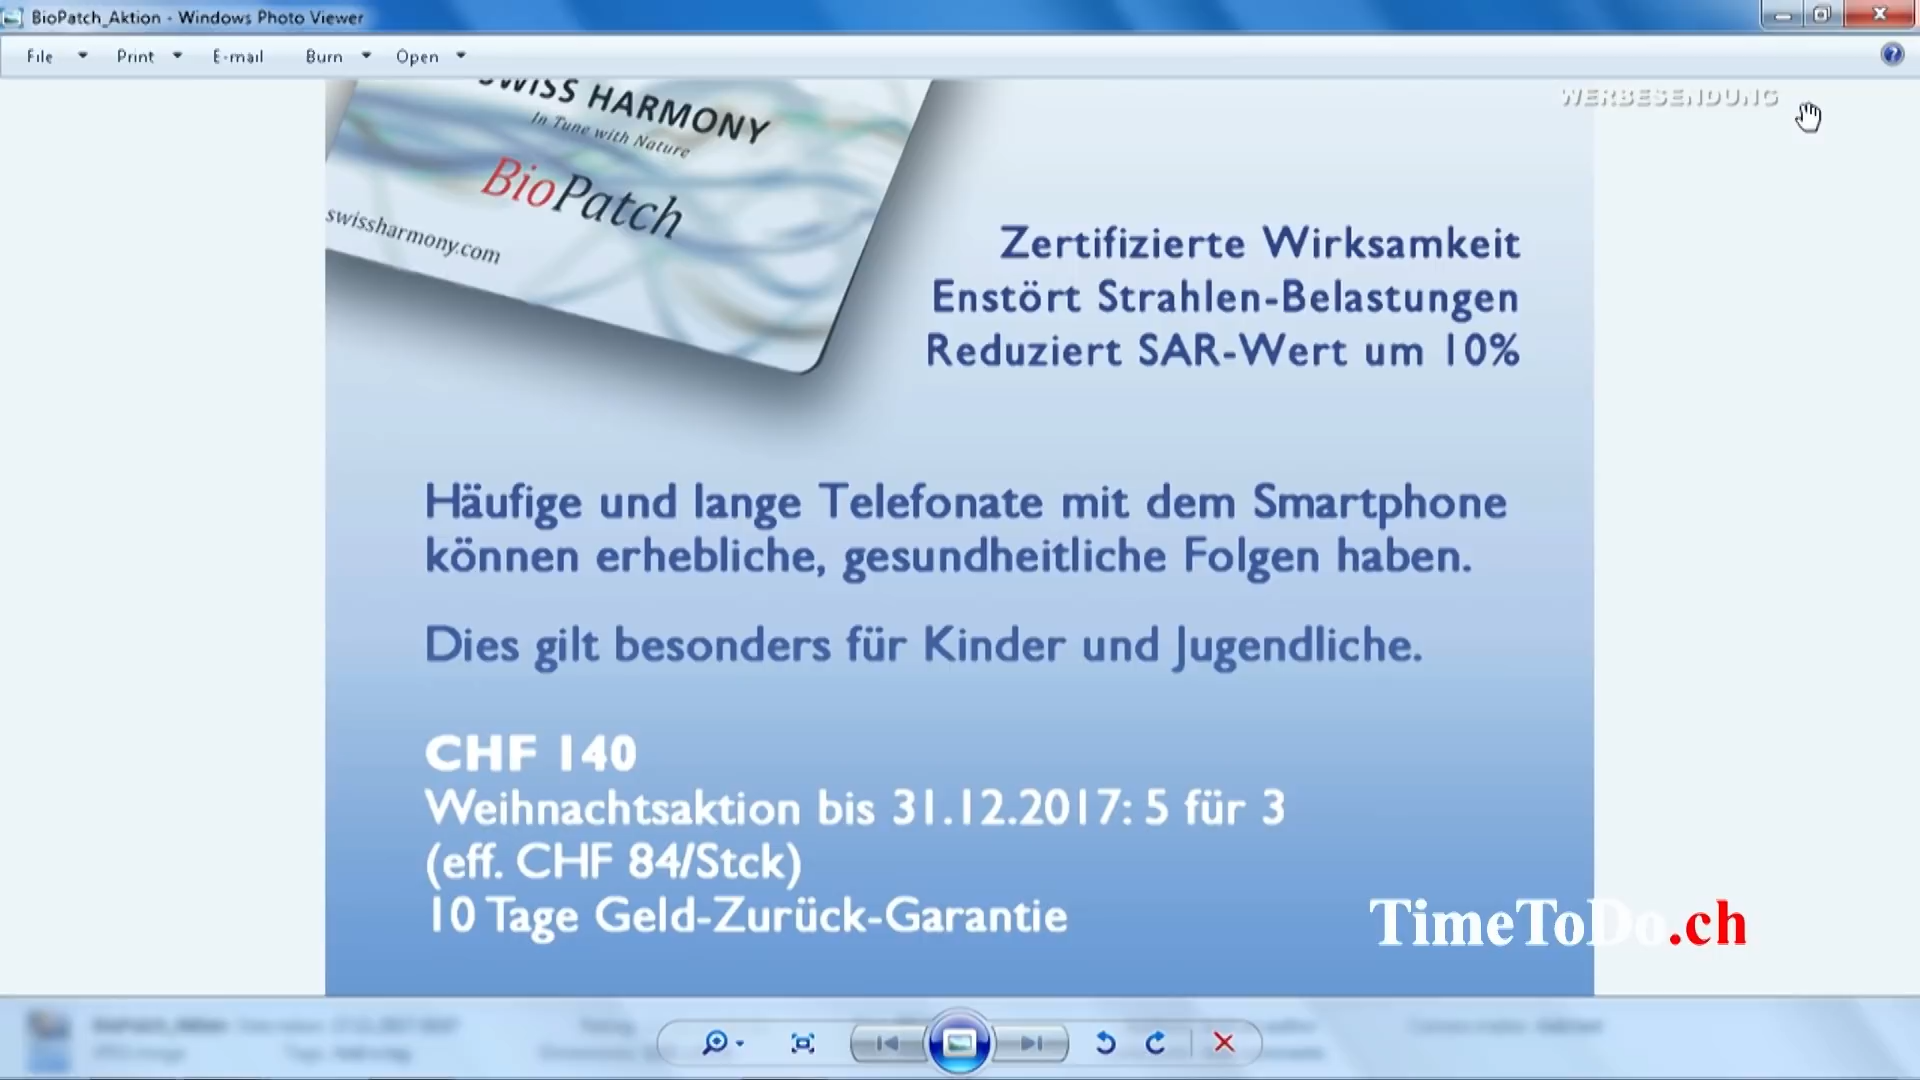 BioPatch_Aktion - Windows Photo Viewer
File Print E-mail Burn Open
WERBESENDUNG
SWISS HARMONY
In Tune with Nature
BioPatch
swissharmony.com
Zertifizierte Wirksamkeit
Enstört Strahlen-Belastungen
Reduziert SAR-Wert um 10%
Häufige und lange Telefonate mit dem Smartphone
können erhebliche, gesundheitliche Folgen haben.
Dies gilt besonders für Kinder und Jugendliche.
CHF 140
Weihnachtsaktion bis 31.12.2017: 5 für 3
(eff. CHF 84/Stck)
10 Tage Geld-Zurück-Garantie
TimeToDo.ch